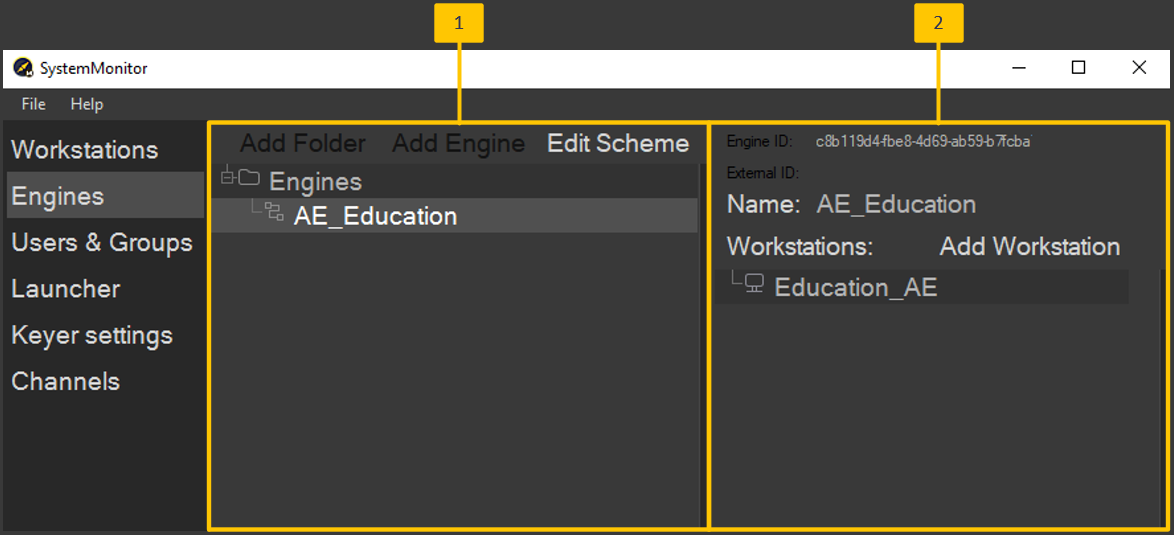 1 2
SystemMonitor
File Help
Workstations
Engines
Users & Groups
Launcher
Keyer settings
Channels
Add Folder Add Engine Edit Scheme
Engines
AE_Education
Engine ID: c8b119d4-fbe8-4d69-ab59-b7fcba
External ID:
Name: AE_Education
Workstations: Add Workstation
Education_AE